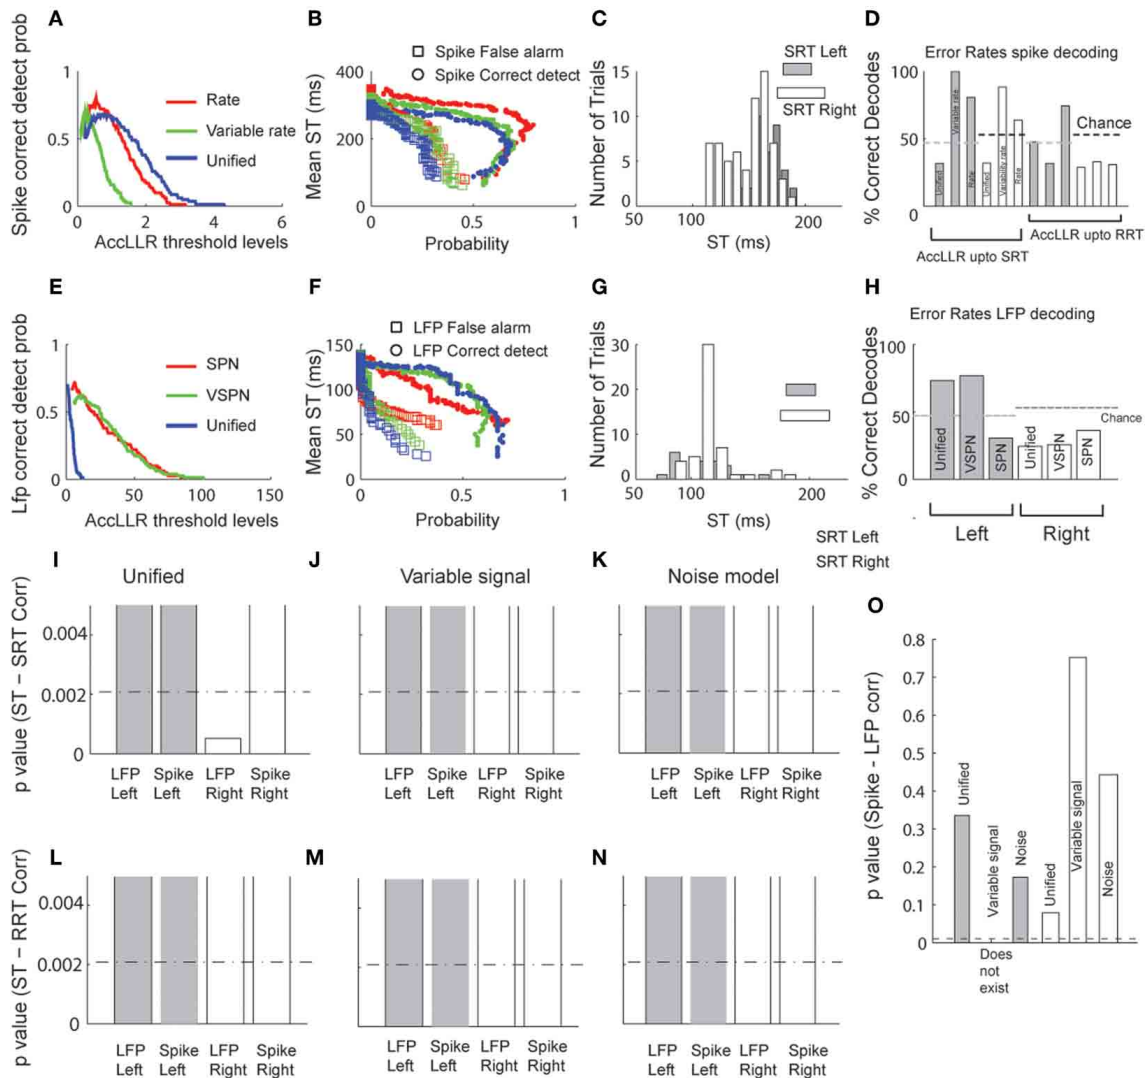 A
Spike correct detect prob
1
0.5
0
0 2 4 6
AccLLR threshold levels
Rate
Variable rate
Unified
B
Spike False alarm
Spike Correct detect
Mean ST (ms)
400
200
0
0 0.5 1
Probability
C
SRT Left
SRT Right
Number of Trials
15
10
5
0
50 100 200
ST (ms)
D
Error Rates spike decoding
% Correct Decodes
100
50
0
Chance
Unified
Variable rate
Rate
Unified
Variability rate
Rate
AccLLR upto RRT
AccLLR upto SRT
E
Lfp correct detect prob
1
0.5
0
0 50 100 150
AccLLR threshold levels
SPN
VSPN
Unified
F
LFP False alarm
LFP Correct detect
Mean ST (ms)
150
100
50
0
0 0.5 1
Probability
G
Number of Trials
30
20
10
0
50 100 200
ST (ms)
SRT Left
SRT Right
H
Error Rates LFP decoding
% Correct Decodes
100
50
0
Chance
Unified
VSPN
SPN
Unified
VSPN
SPN
Left Right
I
Unified
p value (ST – SRT Corr)
0.004
0.002
0
LFP Left
Spike Left
LFP Right
Spike Right
J
Variable signal
LFP Left
Spike Left
LFP Right
Spike Right
K
Noise model
LFP Left
Spike Left
LFP Right
Spike Right
L
p value (ST – RRT Corr)
0.004
0.002
0
LFP Left
Spike Left
LFP Right
Spike Right
M
LFP Left
Spike Left
LFP Right
Spike Right
N
LFP Left
Spike Left
LFP Right
Spike Right
O
p value (Spike - LFP corr)
0.8
0.7
0.6
0.5
0.4
0.3
0.2
0.1
0
Unified
Variable signal
Noise
Unified
Variable signal
Noise
Does
not
exist